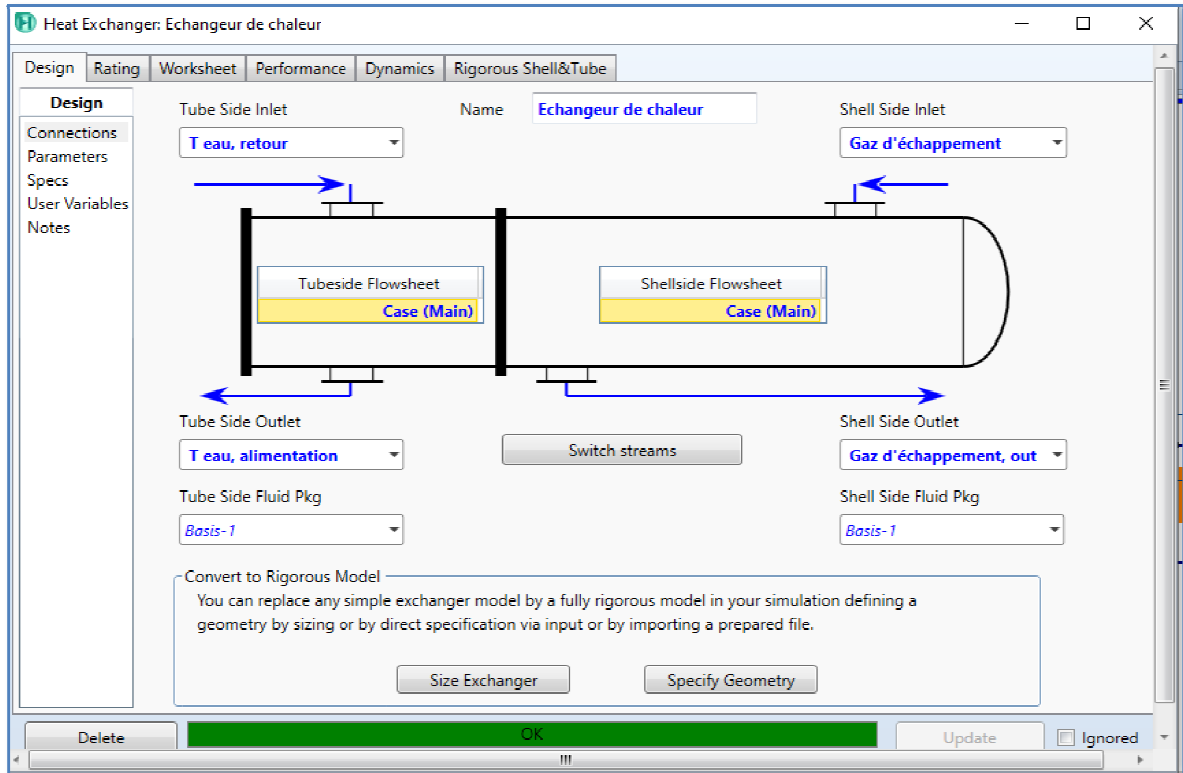 Heat Exchanger: Echangeur de chaleur
Design Rating Worksheet Performance Dynamics Rigorous Shell&Tube
Design
Connections
Parameters
Specs
User Variables
Notes
Tube Side Inlet
Name Echangeur de chaleur
Shell Side Inlet
T eau, retour
Gaz d'échappement
Tubeside Flowsheet
Case (Main)
Shellside Flowsheet
Case (Main)
Tube Side Outlet
Shell Side Outlet
T eau, alimentation
Switch streams
Gaz d'échappement, out
Tube Side Fluid Pkg
Shell Side Fluid Pkg
Basis-1
Basis-1
Convert to Rigorous Model
You can replace any simple exchanger model by a fully rigorous model in your simulation defining a
geometry by sizing or by direct specification via input or by importing a prepared file.
Size Exchanger
Specify Geometry
Delete
OK
Update
Ignored